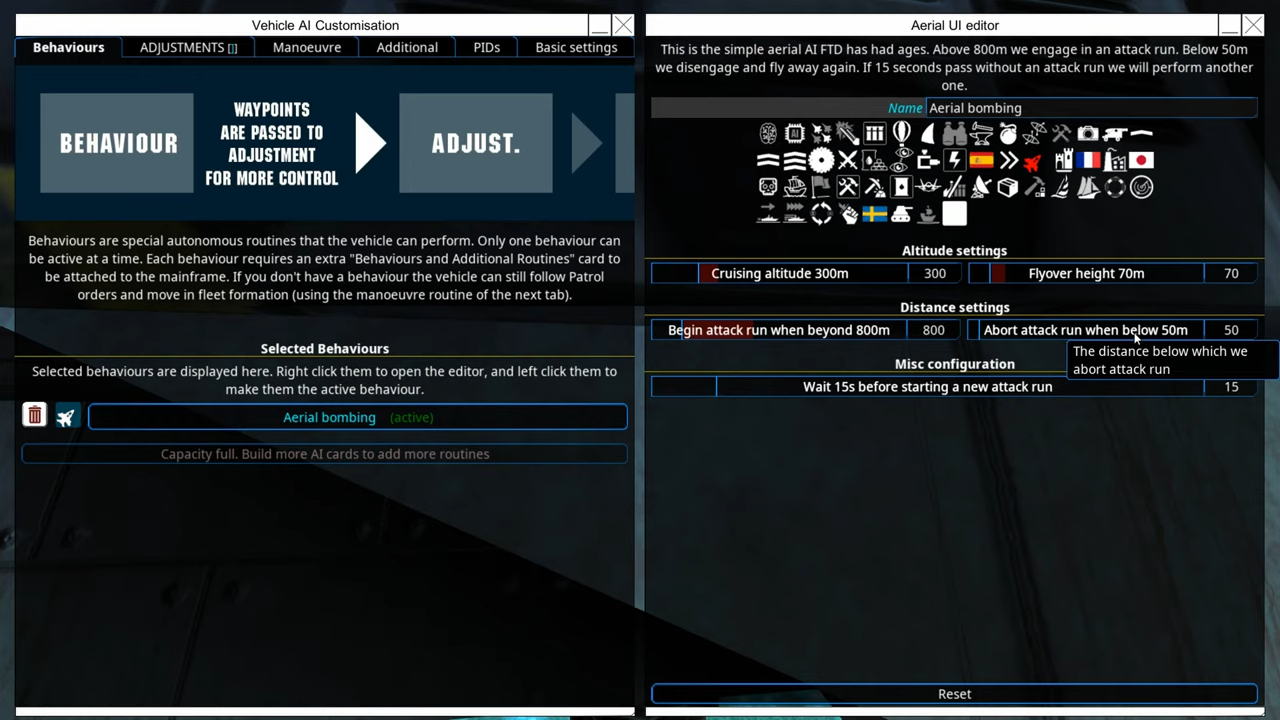 Vehicle AI Customisation
Behaviours
ADJUSTMENTS []
Manoeuvre
Additional
PIDs
Basic settings
BEHAVIOUR
WAYPOINTS
ARE PASSED TO
ADJUSTMENT
FOR MORE CONTROL
ADJUST.
Behaviours are special autonomous routines that the vehicle can perform. Only one behaviour can
be active at a time. Each behaviour requires an extra "Behaviours and Additional Routines" card to
be attached to the mainframe. If you don't have a behaviour the vehicle can still follow Patrol
orders and move in fleet formation (using the manoeuvre routine of the next tab).
Selected Behaviours
Selected behaviours are displayed here. Right click them to open the editor, and left click them to
make them the active behaviour.
Aerial bombing (active)
Capacity full. Build more AI cards to add more routines
Aerial UI editor
This is the simple aerial AI FTD has had ages. Above 800m we engage in an attack run. Below 50m
we disengage and fly away again. If 15 seconds pass without an attack run we will perform another
one.
Name Aerial bombing
Altitude settings
Cruising altitude 300m 300
Flyover height 70m 70
Distance settings
Begin attack run when beyond 800m 800
Abort attack run when below 50m 50
The distance below which we
abort attack run
Misc configuration
Wait 15s before starting a new attack run 15
Reset